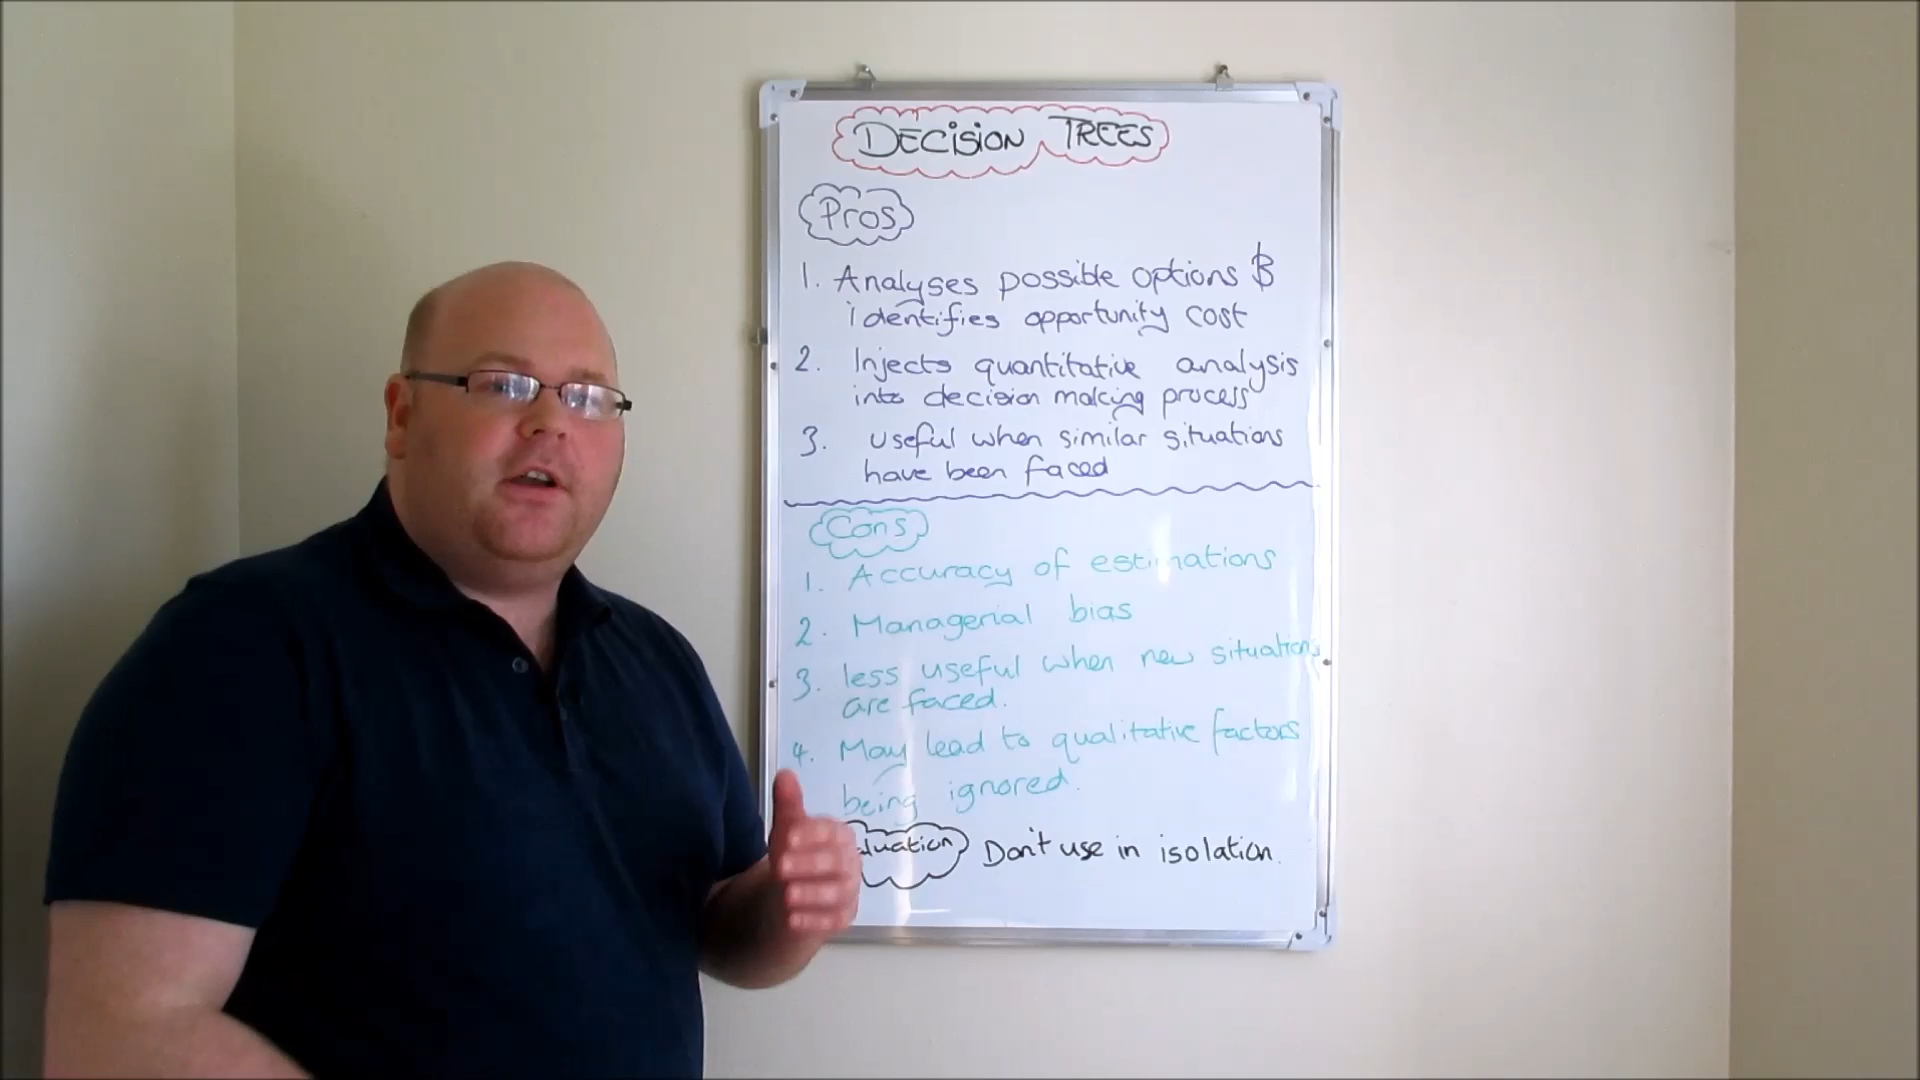 DECISION TREES
Pros
1. Analyses possible options &
identifies opportunity cost
2. Injects quantitative analysis
into decision making process
3. useful when similar situations
have been faced
Cons
1. Accuracy of estimations
2. Managerial bias
3. less useful when new situations
are faced.
4. May lead to qualitative factors
being ignored.
luation Don't use in isolation.